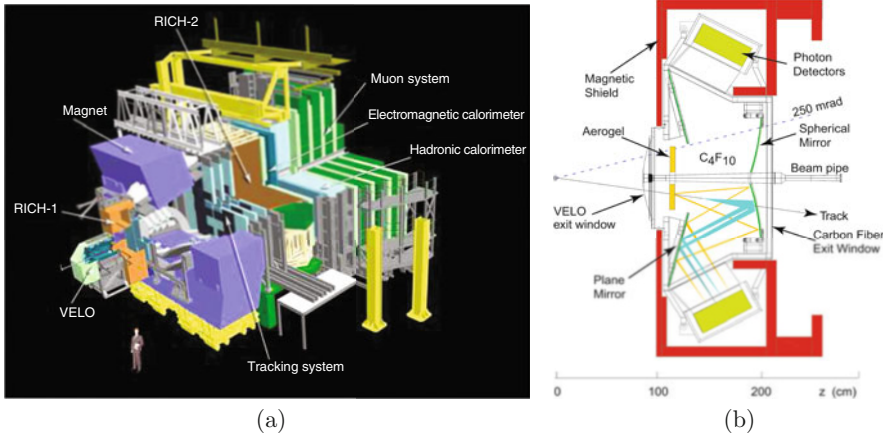 RICH-2
Muon system
Magnet
Electromagnetic calorimeter
Hadronic calorimeter
RICH-1
VELO
Tracking system
(a)
Photon
Detectors
Magnetic
Shield
250 mrad
Aerogel
Spherical
Mirror
C4F10
Beam pipe
VELO
exit window
Track
Carbon Fiber
Exit Window
Plane
Mirror
0
100
200
z (cm)
(b)